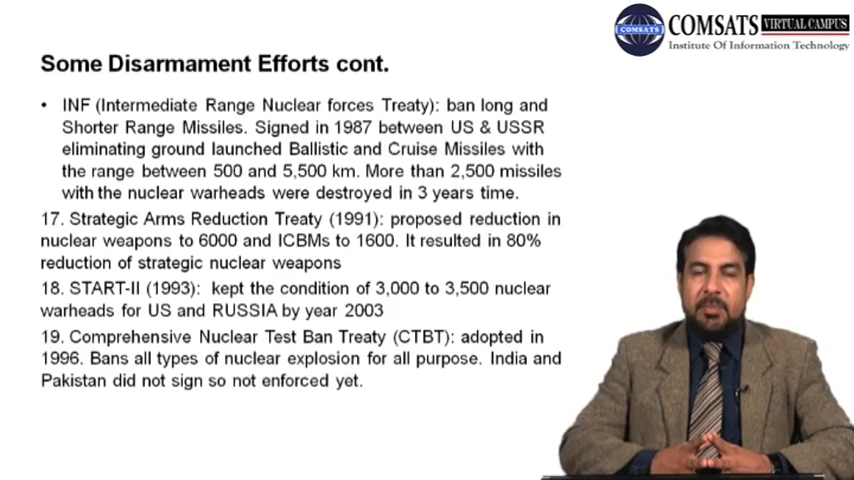 COMSATS
COMSATS VIRTUAL CAMPUS
Institute Of Information Technology
Some Disarmament Efforts cont.
• INF (Intermediate Range Nuclear forces Treaty): ban long and
Shorter Range Missiles. Signed in 1987 between US & USSR
eliminating ground launched Ballistic and Cruise Missiles with
the range between 500 and 5,500 km. More than 2,500 missiles
with the nuclear warheads were destroyed in 3 years time.
17. Strategic Arms Reduction Treaty (1991): proposed reduction in
nuclear weapons to 6000 and ICBMs to 1600. It resulted in 80%
reduction of strategic nuclear weapons
18. START-II (1993): kept the condition of 3,000 to 3,500 nuclear
warheads for US and RUSSIA by year 2003
19. Comprehensive Nuclear Test Ban Treaty (CTBT): adopted in
1996. Bans all types of nuclear explosion for all purpose. India and
Pakistan did not sign so not enforced yet.